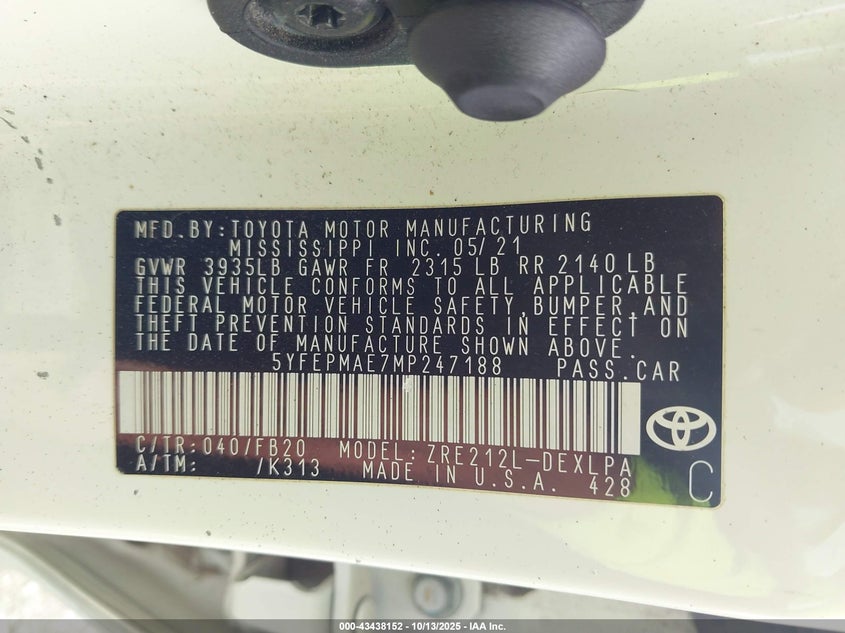 MFD.BY:TOYOTA MOTOR MANUFACTURING
MISSISSIPPI INC. 05/21
GVWR 3935LB GAWR FR 2315 LB RR 2140 LB
THIS VEHICLE CONFORMS TO ALL APPLICABLE
FEDERAL MOTOR VEHICLE SAFETY,BUMPER,AND
THEFT PREVENTION STANDARDS IN EFFECT ON
THE DATE OF MANUFACTURE SHOWN ABOVE.
5YFEPMAE7MP247188 PASS.CAR
C/TR:040/FB20 MODEL:ZRE212L-DEXLPA
A/TM: /K313 MADE IN U.S.A. 428 C
000-43438152 - 10/13/2025 - IAA Inc.